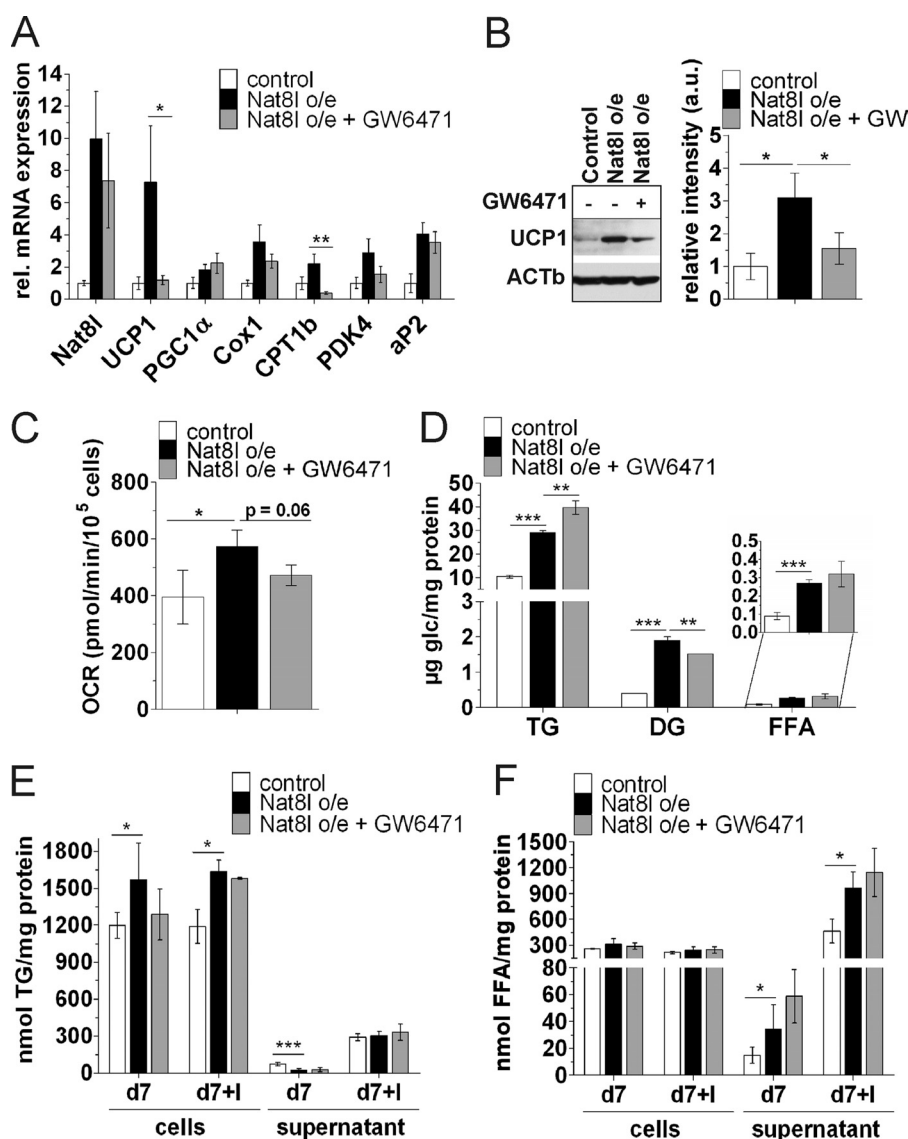 A
control
Nat8l o/e
Nat8l o/e + GW6471
rel. mRNA expression
16
14
12
10
8
6
4
2
0
*
**
Nat8l
UCP1
PGC1α
Cox1
CPT1b
PDK4
aP2
B
Control
Nat8l o/e
Nat8l o/e
GW6471 - - +
UCP1
ACTb
control
Nat8l o/e
Nat8l o/e + GW
relative intensity (a.u.)
5
4
3
2
1
0
* *
C
control
Nat8l o/e
Nat8l o/e + GW6471
OCR (pmol/min/10⁵ cells)
800
600
400
200
0
* p = 0.06
D
control
Nat8l o/e
Nat8l o/e + GW6471
µg glc/mg protein
50
40
30
20
10
4
3
2
1
0
*** **
*** **
0.5
0.4
0.3
0.2
0.1
0.0
***
TG DG FFA
E
control
Nat8l o/e
Nat8l o/e + GW6471
nmol TG/mg protein
1800
1500
1200
900
600
300
0
* * ***
d7 d7+I d7 d7+I
cells supernatant
F
control
Nat8l o/e
Nat8l o/e + GW6471
nmol FFA/mg protein
1500
1200
900
600
300
80
60
40
20
0
* *
d7 d7+I d7 d7+I
cells supernatant